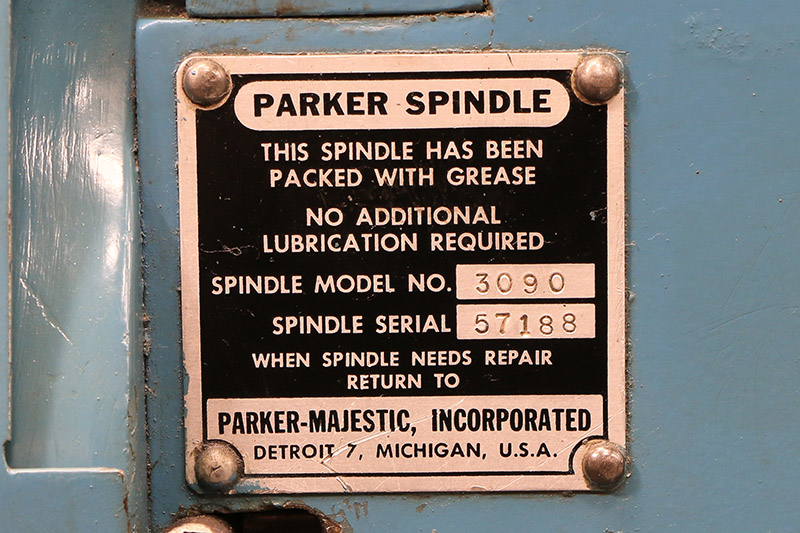 PARKER SPINDLE
THIS SPINDLE HAS BEEN
PACKED WITH GREASE
NO ADDITIONAL
LUBRICATION REQUIRED
SPINDLE MODEL NO. 3090
SPINDLE SERIAL 57188
WHEN SPINDLE NEEDS REPAIR
RETURN TO
PARKER-MAJESTIC, INCORPORATED
DETROIT 7, MICHIGAN, U.S.A.